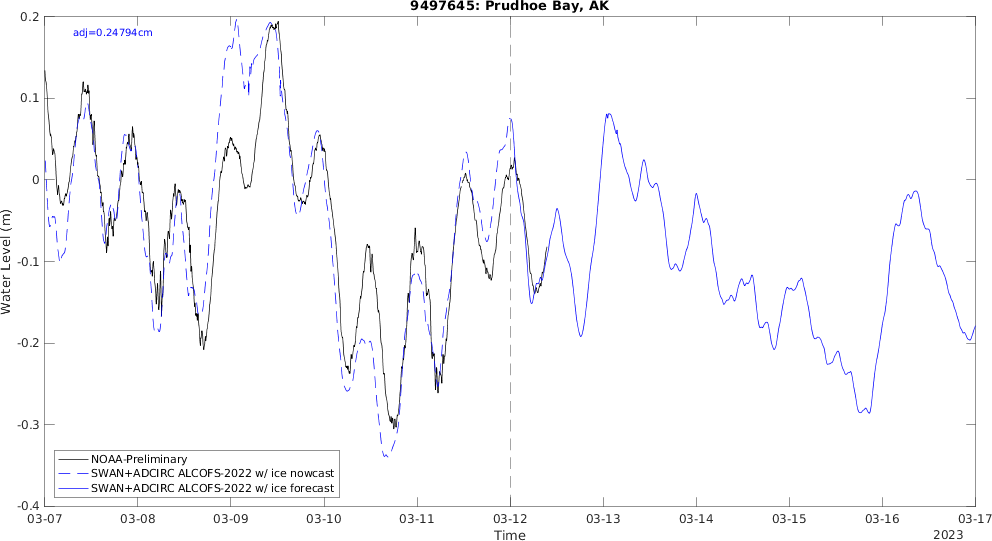 9497645: Prudhoe Bay, AK
adj=0.24794cm
0.2
0.1
0
-0.1
-0.2
-0.3
-0.4
Water Level (m)
NOAA-Preliminary
SWAN+ADCIRC ALCOFS-2022 w/ ice nowcast
SWAN+ADCIRC ALCOFS-2022 w/ ice forecast
03-07 03-08 03-09 03-10 03-11 03-12 03-13 03-14 03-15 03-16 03-17
Time
2023